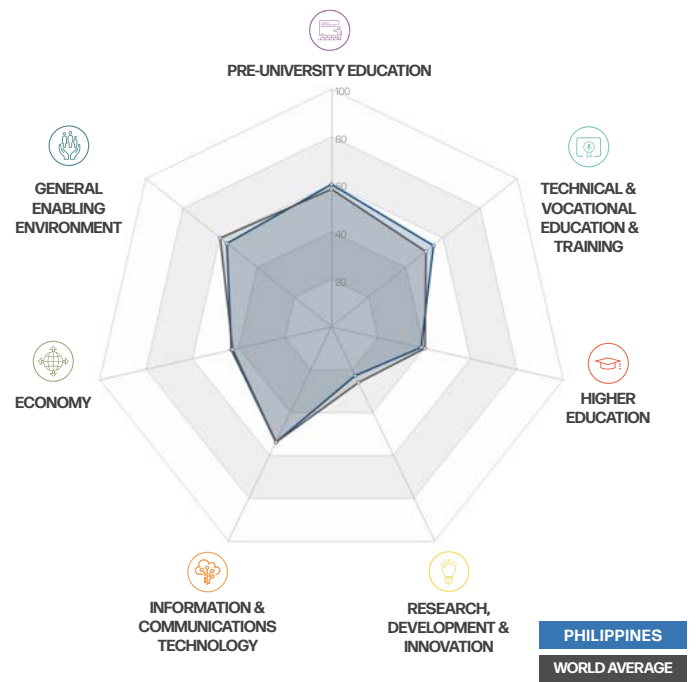 PRE-UNIVERSITY EDUCATION
100
80
60
40
20
GENERAL
ENABLING
ENVIRONMENT
TECHNICAL &
VOCATIONAL
EDUCATION &
TRAINING
ECONOMY
HIGHER
EDUCATION
INFORMATION &
COMMUNICATIONS
TECHNOLOGY
RESEARCH,
DEVELOPMENT &
INNOVATION
PHILIPPINES
WORLD AVERAGE